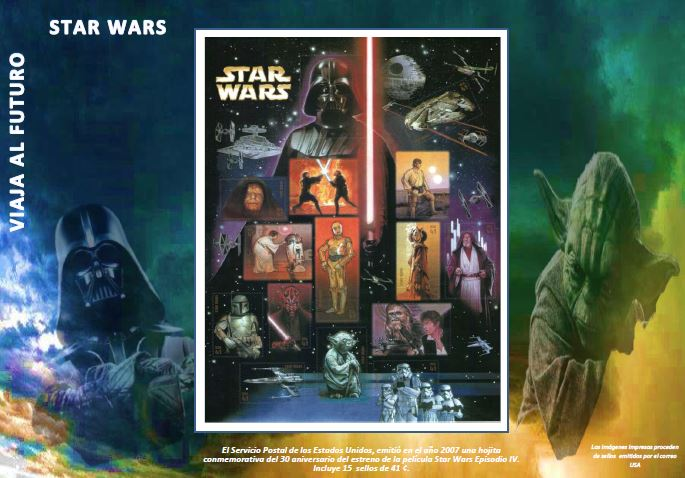 STAR WARS
VIAJA AL FUTURO
STAR
WARS
El Servicio Postal de los Estados Unidos, emitió en el año 2007 una hojita
conmemorativa del 30 aniversario del estreno de la película Star Wars Episodio IV.
Incluye 15 sellos de 41 ¢.
Las imágenes impresas proceden
de sellos emitidos por el correo
USA